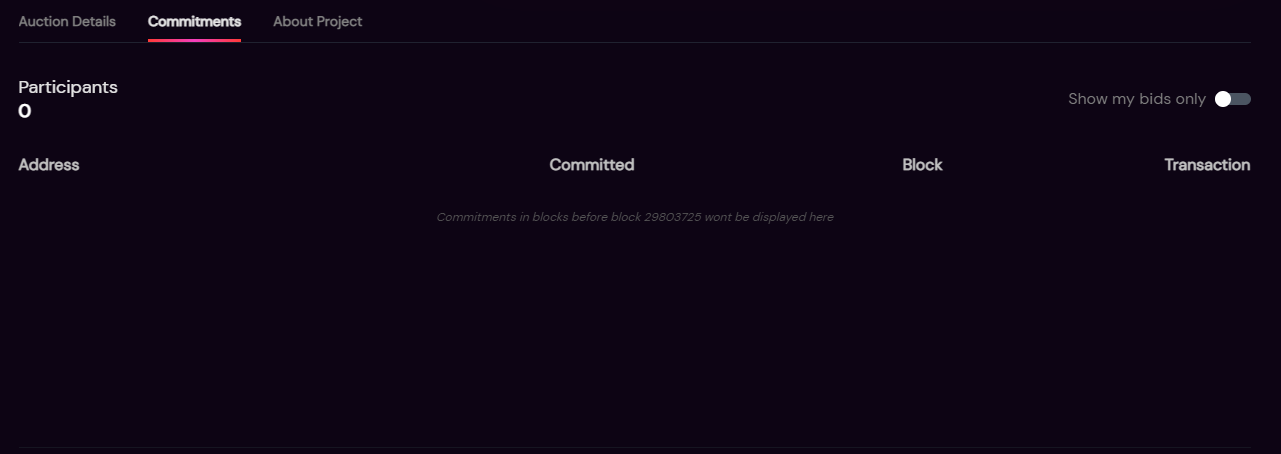 Auction Details Commitments About Project
Participants
0
Show my bids only
Address Committed Block Transaction
Commitments in blocks before block 29803725 wont be displayed here